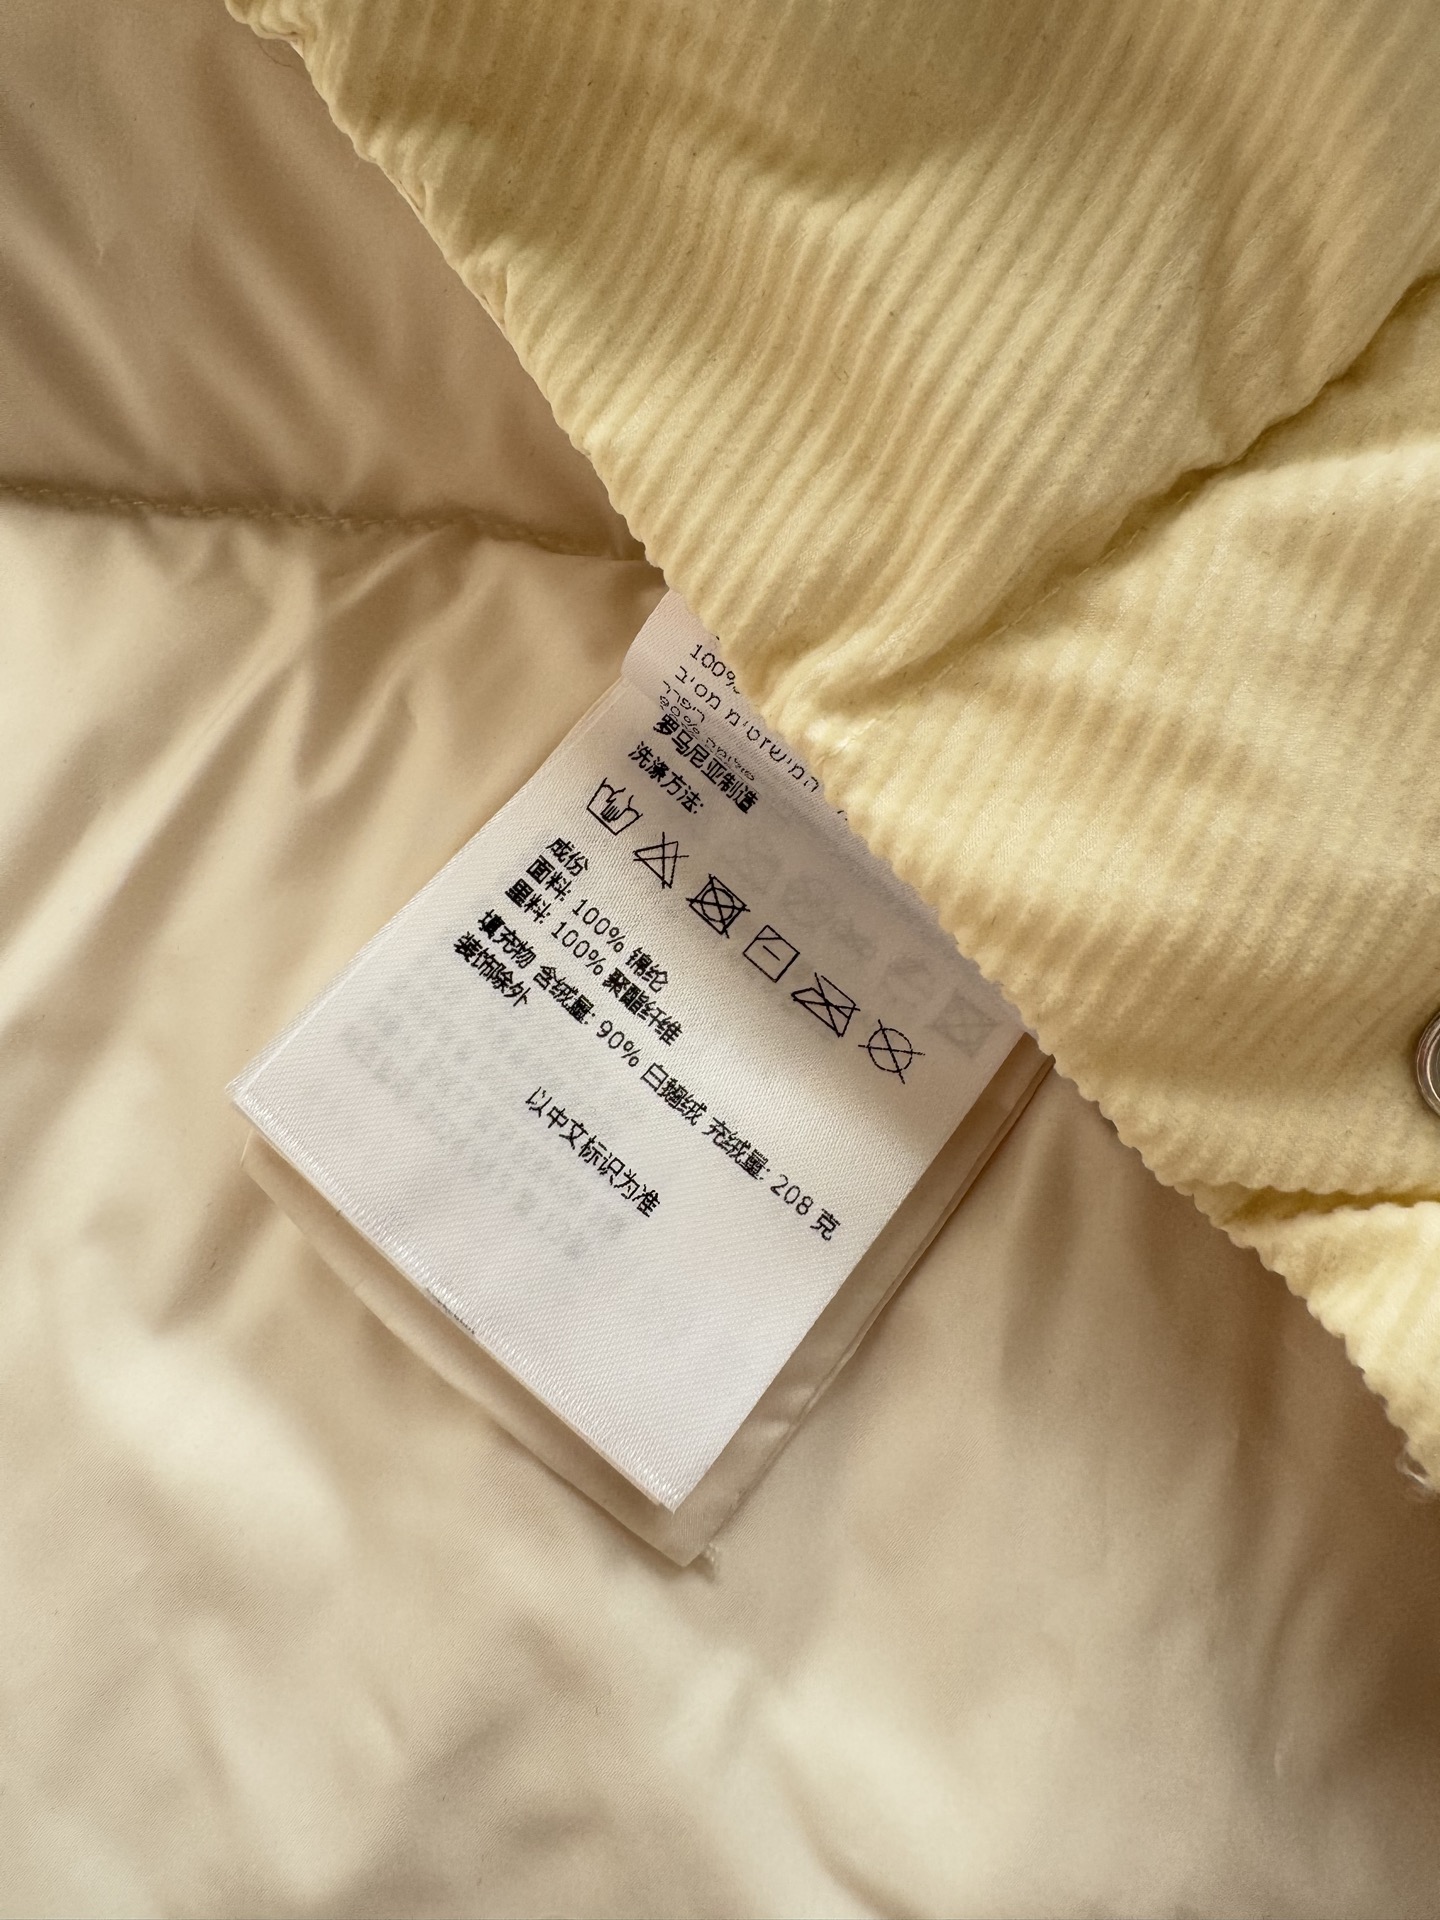 100%
罗马尼亚制造
洗涤方法:
成份
面料: 100% 锦纶
里料: 100% 聚酯纤维
填充物 含绒量: 90% 白鹅绒 充绒量: 208 克
装饰除外
以中文标识为准